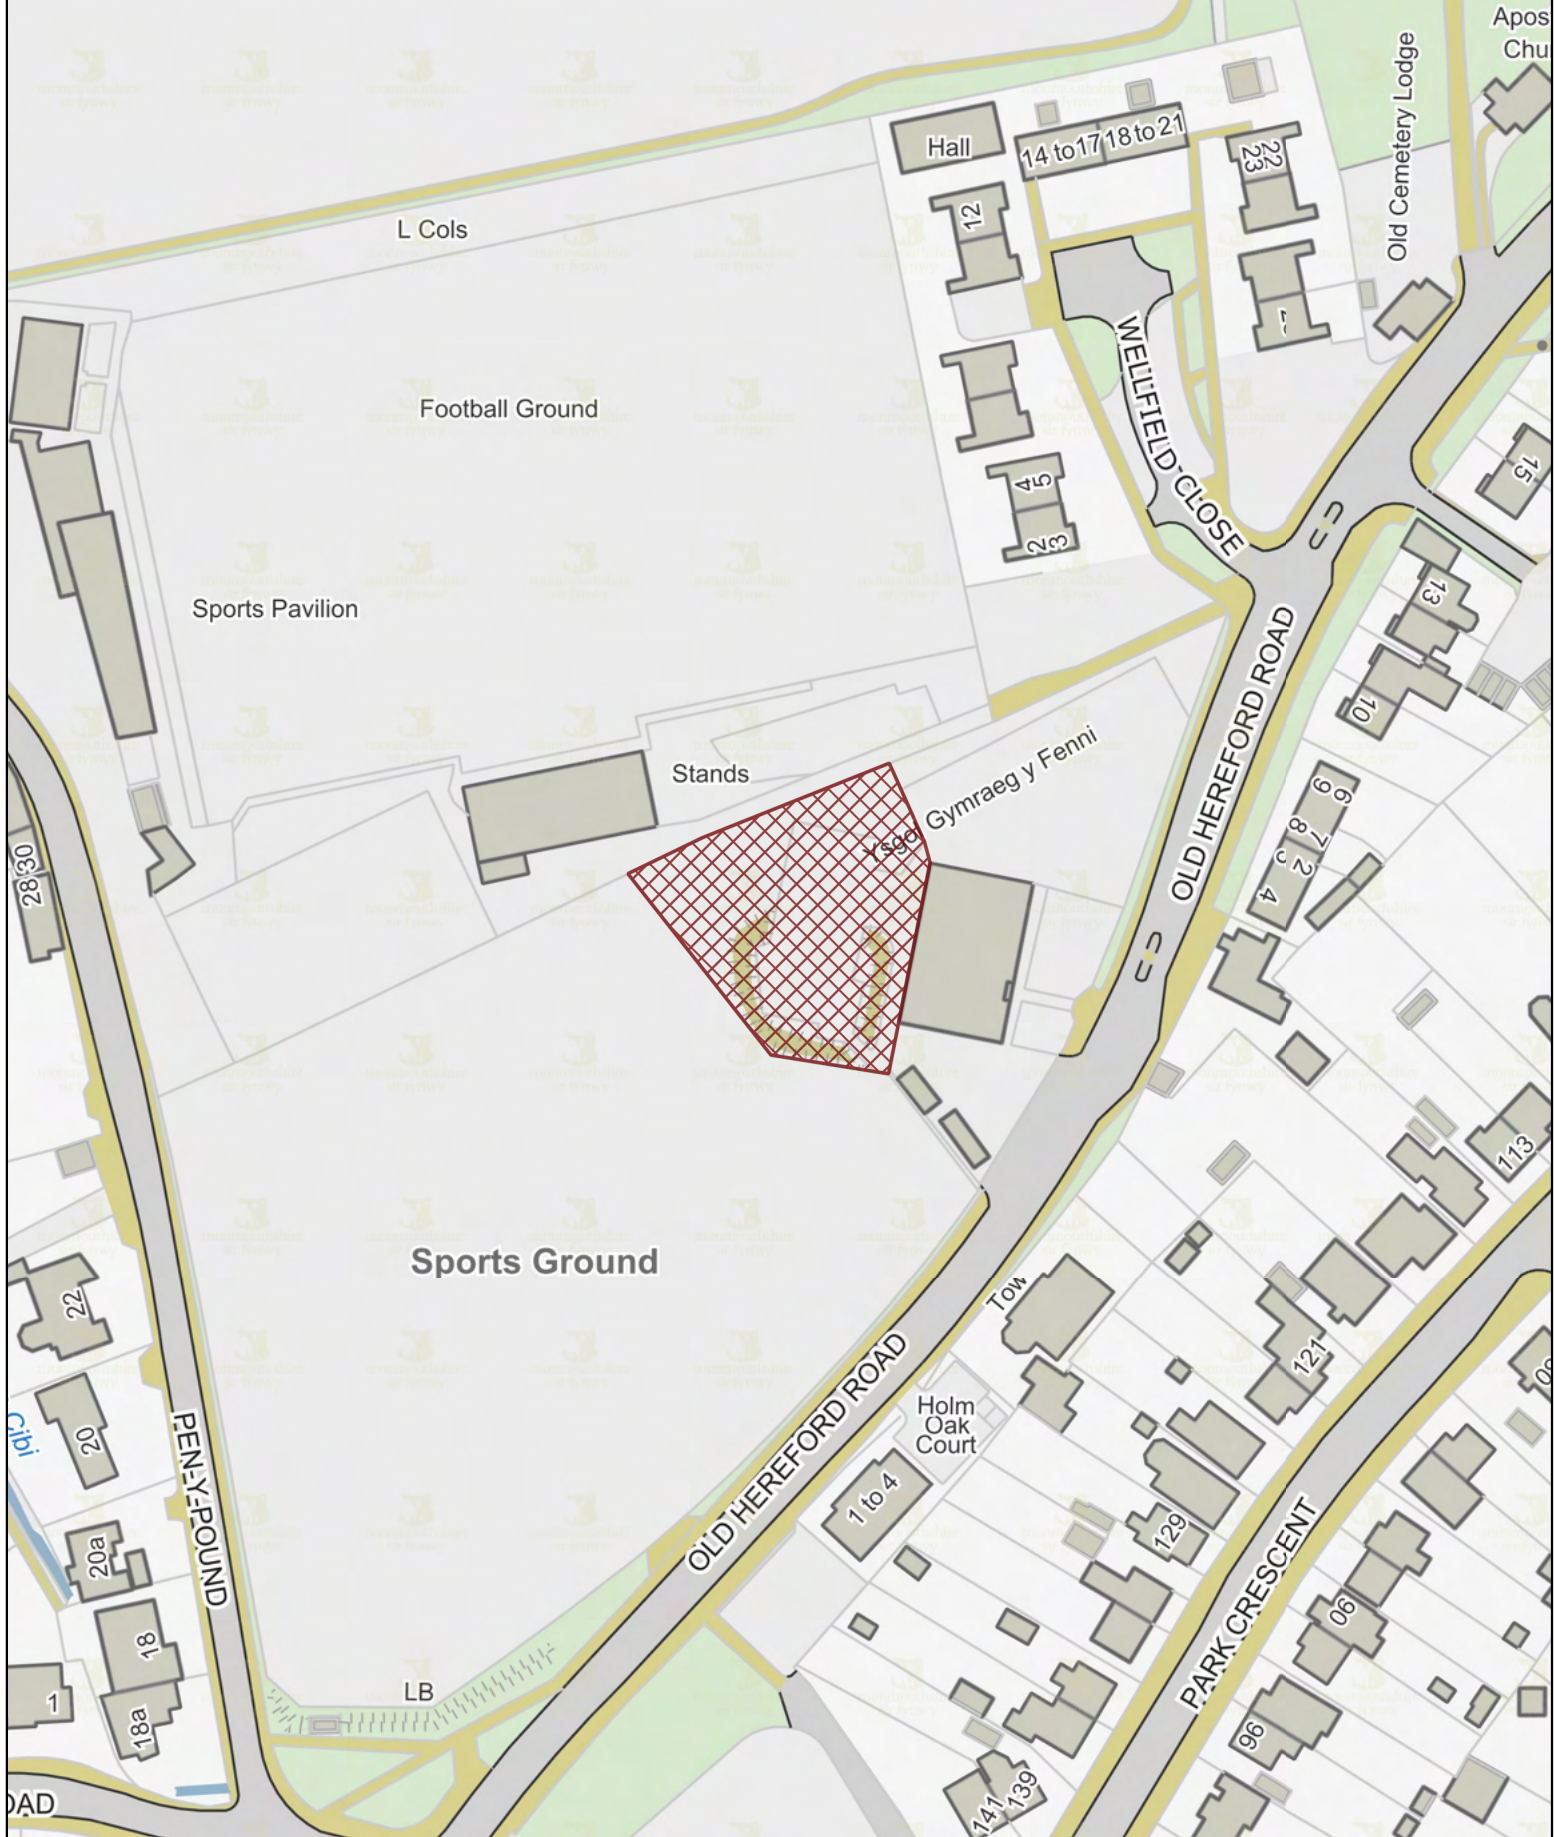 Apos
Chu
Old Cemetery Lodge
Hall
14 to 17
18 to 21
22
23
12
L Cols
WELLFIELD CLOSE
Football Ground
4
5
15
2
3
Sports Pavilion
13
OLD HEREFORD ROAD
10
Stands
Ysgol Gymraeg y Fenni
9
6
8
7
2
4
28
30
113
Sports Ground
22
Tow
OLD HEREFORD ROAD
121
Holm
Oak
Court
Cibi
20
PEN-Y-POUND
1 to 4
129
20a
PARK CRESCENT
90
18
LB
1
18a
96
139
141
OAD